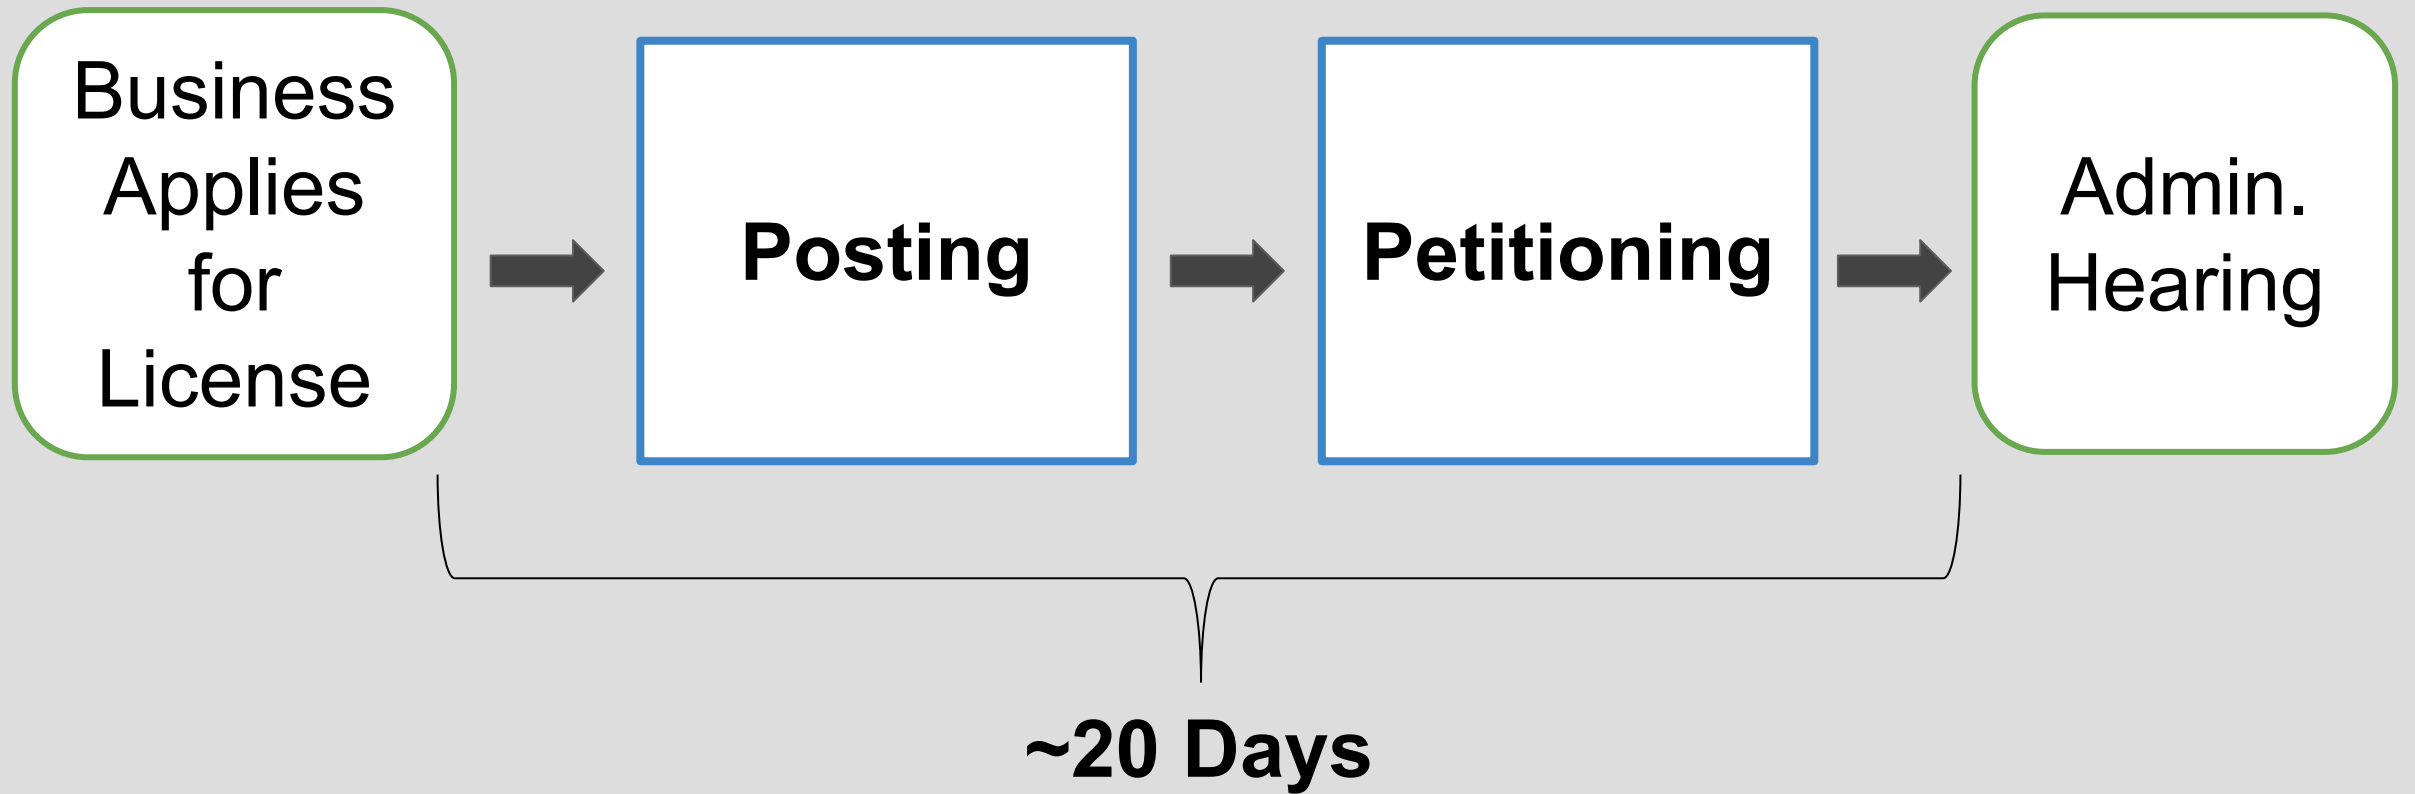 Business
Applies
for
License
Posting
Petitioning
Admin.
Hearing
~20 Days